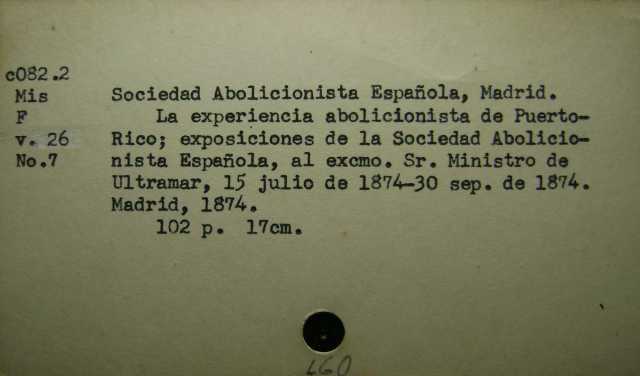 c082.2
Mis Sociedad Abolicionista Española, Madrid.
F La experiencia abolicionista de Puerto-
v. 26 Rico; exposiciones de la Sociedad Abolicio-
No.7 nista Española, al excmo. Sr. Ministro de
Ultramar, 15 julio de 1874-30 sep. de 1874.
Madrid, 1874.
102 p. 17cm.
160